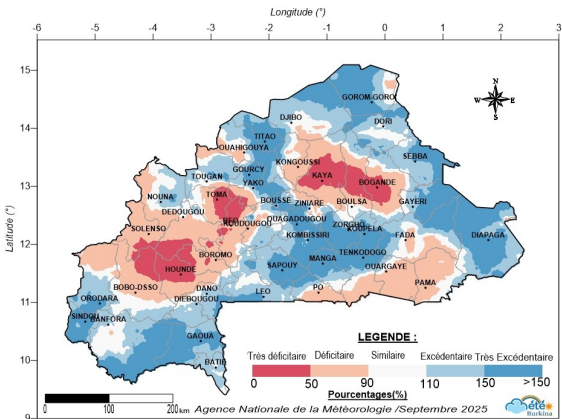 Longitude (°)
-6 -5 -4 -3 -2 -1 0 1 2 3
15
GOROM-GOROM
N
W E
S
14
DJIBO
DORI
TITAO
OUAHIGOUYA
SEBBA
KONGOUSSI
GOURCY
KAYA
TOUGAN
YAKO
BOGANDE
13
NOUNA
TOMA
BOUSSE
ZINIARE
BOULSA
GAYERI
DEDOUGOU
OUAGADOUGOU
ZORGHO
KOUDOUGOU
KOUPELA
SOLENSO
KOMBISSIRI
FADA
DIAPAGA
Latitude (°)
12
BOROMO
TENKODOGO
MANGA
HOUNDE
SAPOUY
OUARGAYE
PAMA
BOBO-DSSO
DANO
LEO
PO
ORODARA
DIEBOUGOU
11
SINDOU
BANFORA
LEGENDE :
GAOUA
Très déficitaire Déficitaire Similaire Excédentaire Très Excédentaire
10
BATIE
0 50 90 110 150 >150
Pourcentages(%)
0 100 200 km
Agence Nationale de la Météorologie /Septembre 2025
météo
Burkina
9